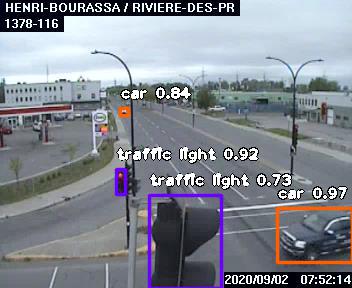 HENRI-BOURASSA / RIVIERE-DES-PR
1378-116
car 0.84
traffic light 0.92
traffic light 0.73
car 0.97
2020/09/02 07:52:14